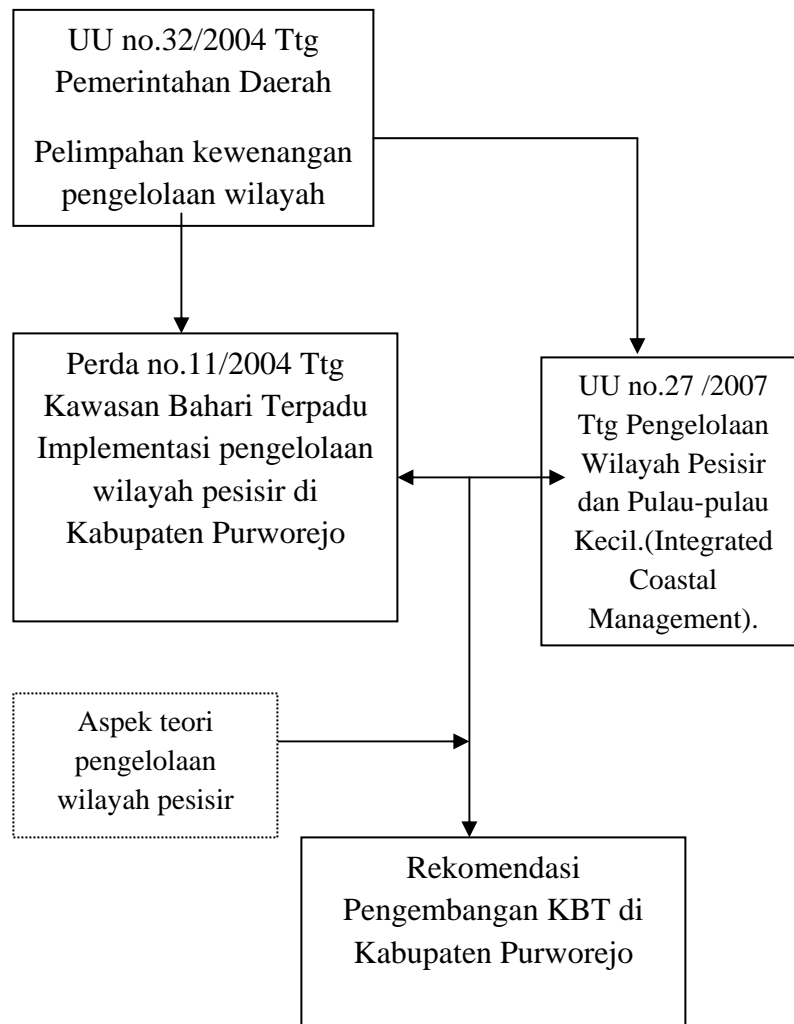 UU no.32/2004 Ttg
Pemerintahan Daerah
Pelimpahan kewenangan
pengelolaan wilayah
Perda no.11/2004 Ttg
Kawasan Bahari Terpadu
Implementasi pengelolaan
wilayah pesisir di
Kabupaten Purworejo
UU no.27 /2007
Ttg Pengelolaan
Wilayah Pesisir
dan Pulau-pulau
Kecil.(Integrated
Coastal
Management).
Aspek teori
pengelolaan
wilayah pesisir
Rekomendasi
Pengembangan KBT di
Kabupaten Purworejo